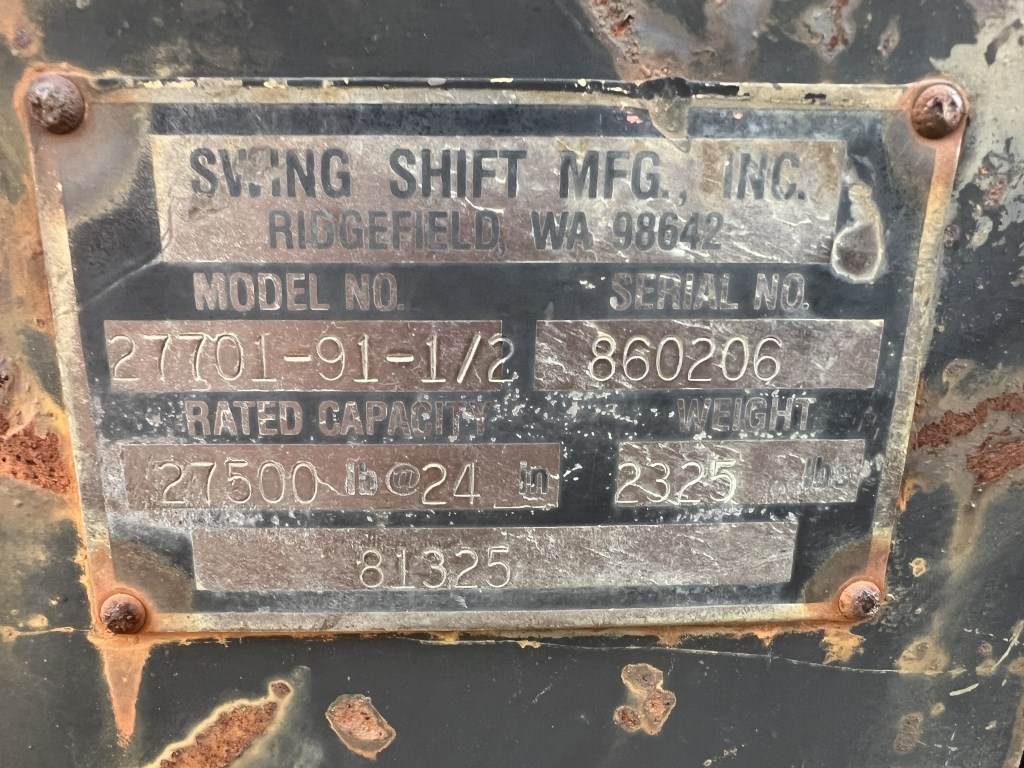 SWING SHIFT MFG., INC.
RIDGEFIELD, WA 98642
MODEL NO. SERIAL NO.
27701-91-1/2 860206
RATED CAPACITY WEIGHT
27500 lb@24 in 2325 lbs
81325